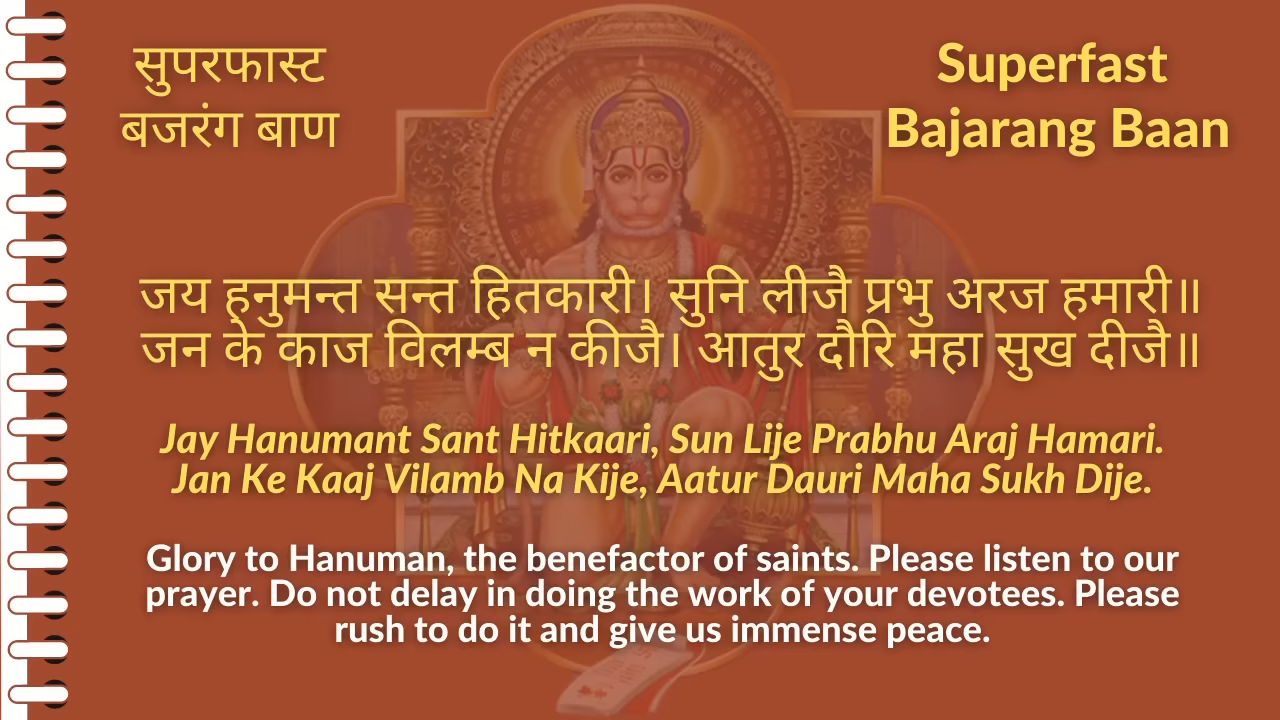 सुपरफास्ट
बजरंग बाण
Superfast
Bajarang Baan
जय हनुमन्त सन्त हितकारी। सुनि लीजै प्रभु अरज हमारी॥
जन के काज विलम्ब न कीजै। आतुर दौरि महा सुख दीजै॥
Jay Hanumant Sant Hitkaari, Sun Lije Prabhu Araj Hamari.
Jan Ke Kaaj Vilamb Na Kije, Aatur Dauri Maha Sukh Dije.
Glory to Hanuman, the benefactor of saints. Please listen to our
prayer. Do not delay in doing the work of your devotees. Please
rush to do it and give us immense peace.